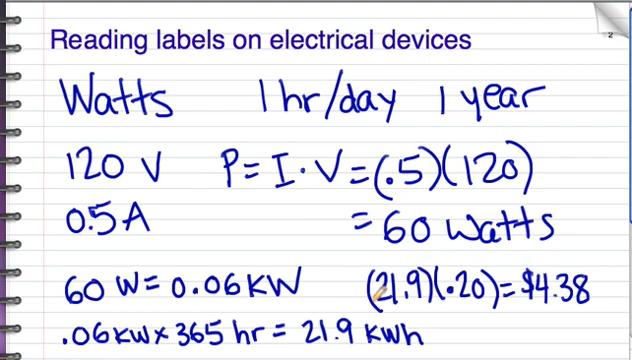 2
Reading labels on electrical devices
Watts 1 hr/day 1 year
120 V P = I · V = (.5)(120)
0.5A = 60 Watts
60 W = 0.06 KW (21.9)(.20) = $4.38
.06 KW x 365 hr = 21.9 KWh